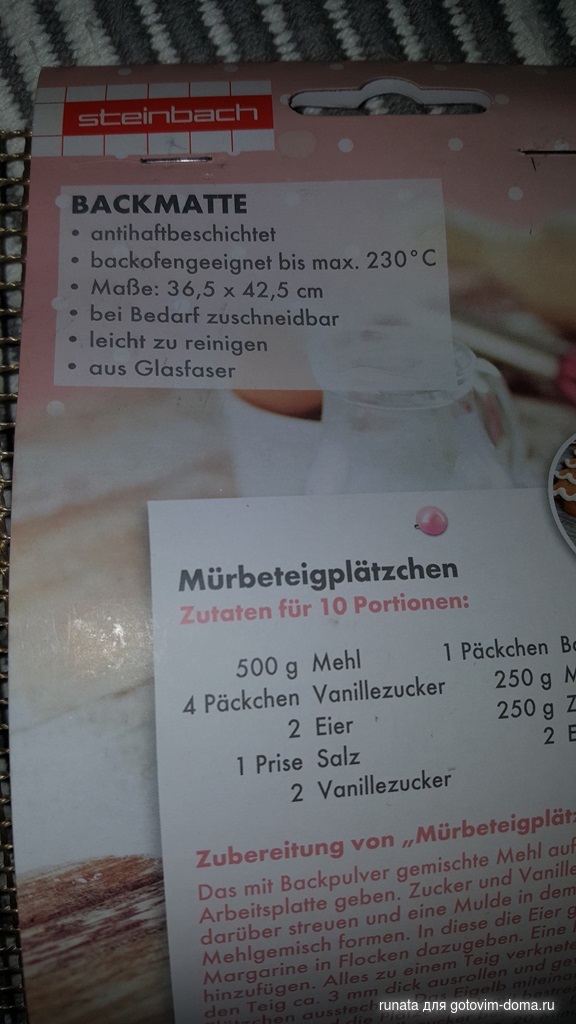 steinbach
BACKMATTE
• antihaftbeschichtet
• backofengeeignet bis max. 230°C
• Maße: 36,5 x 42,5 cm
• bei Bedarf zuschneidbar
• leicht zu reinigen
• aus Glasfaser
Mürbeteigplätzchen
Zutaten für 10 Portionen:
500 g Mehl
4 Päckchen Vanillezucker
2 Eier
1 Prise Salz
2 Vanillezucker
1 Päckchen
250 g M
250 g Z
2 E
Zubereitung von „Mürbeteigplätz
Das mit Backpulver gemischte Mehl auf
Arbeitsplatte geben. Zucker und Vanille
darüber streuen und eine Mulde in dem
Mehlgemisch formen. In diese die Eier g
Margarine in Flocken dazugeben. Eine
hinzufügen. Alles zu einem Teig verknete
den Teig ca. 3 mm dick ausrollen und
Das Eigelb
runata для gotovim-doma.ru